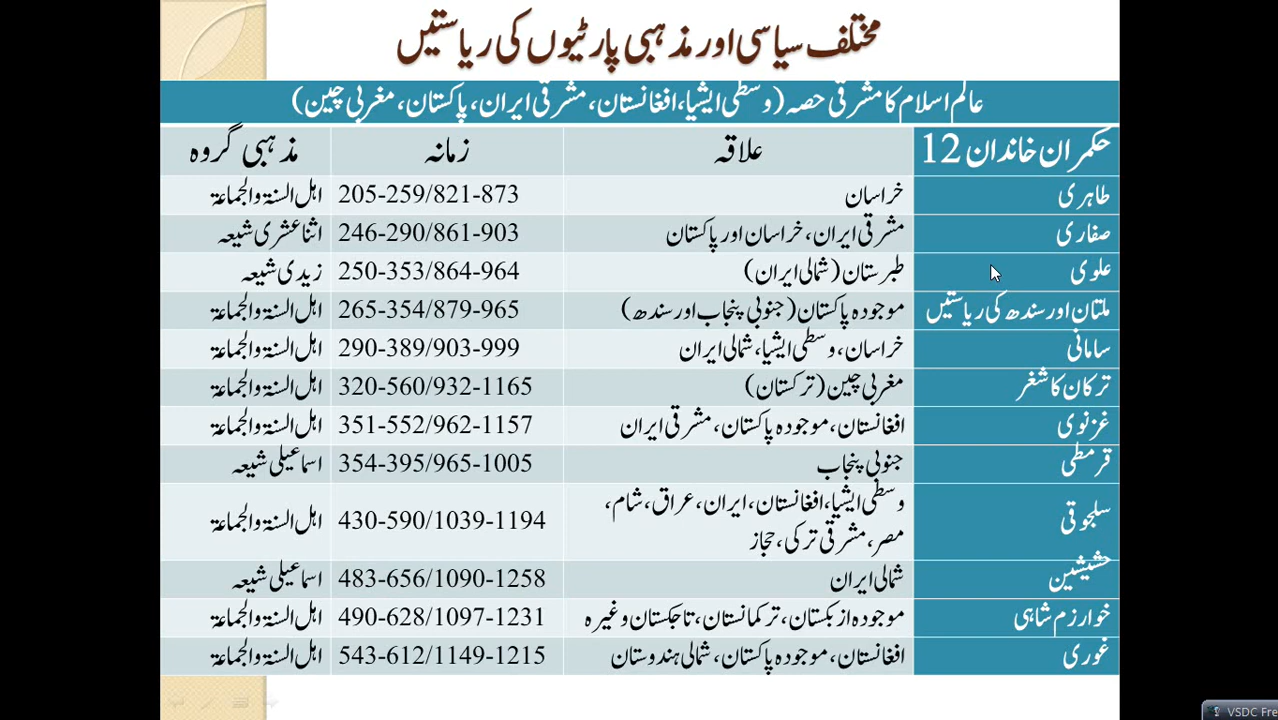 مختلف سیاسی اور مذہبی پارٹیوں کی ریاستیں
عالم اسلام کا مشرقی حصہ (وسطی ایشیا، افغانستان، مشرقی ایران، پاکستان، مغربی چین)
حکمران خاندان 12 علاقہ زمانہ مذہبی گروہ
طاہری خراسان 205-259/821-873 اہل السنۃ والجماعۃ
صفاری مشرقی ایران، خراسان اور پاکستان 246-290/861-903 اثنا عشری شیعہ
علوی طبرستان (شمالی ایران) 250-353/864-964 زیدی شیعہ
ملتان اور سندھ کی ریاستیں موجودہ پاکستان (جنوبی پنجاب اور سندھ) 265-354/879-965 اہل السنۃ والجماعۃ
سامانی خراسان، وسطی ایشیا، شمالی ایران 290-389/903-999 اہل السنۃ والجماعۃ
ترکان کاشغر مغربی چین (ترکستان) 320-560/932-1165 اہل السنۃ والجماعۃ
غزنوی افغانستان، موجودہ پاکستان، مشرقی ایران 351-552/962-1157 اہل السنۃ والجماعۃ
قرمطی جنوبی پنجاب 354-395/965-1005 اسماعیلی شیعہ
سلجوقی وسطی ایشیا، افغانستان، ایران، عراق، شام،
مصر، مشرقی ترکی، حجاز 430-590/1039-1194 اہل السنۃ والجماعۃ
حشیشین شمالی ایران 483-656/1090-1258 اسماعیلی شیعہ
خوارزم شاہی موجودہ ازبکستان، ترکمانستان، تاجکستان وغیرہ 490-628/1097-1231 اہل السنۃ والجماعۃ
غوری افغانستان، موجودہ پاکستان، شمالی ہندوستان 543-612/1149-1215 اہل السنۃ والجماعۃ
VSDC Fre